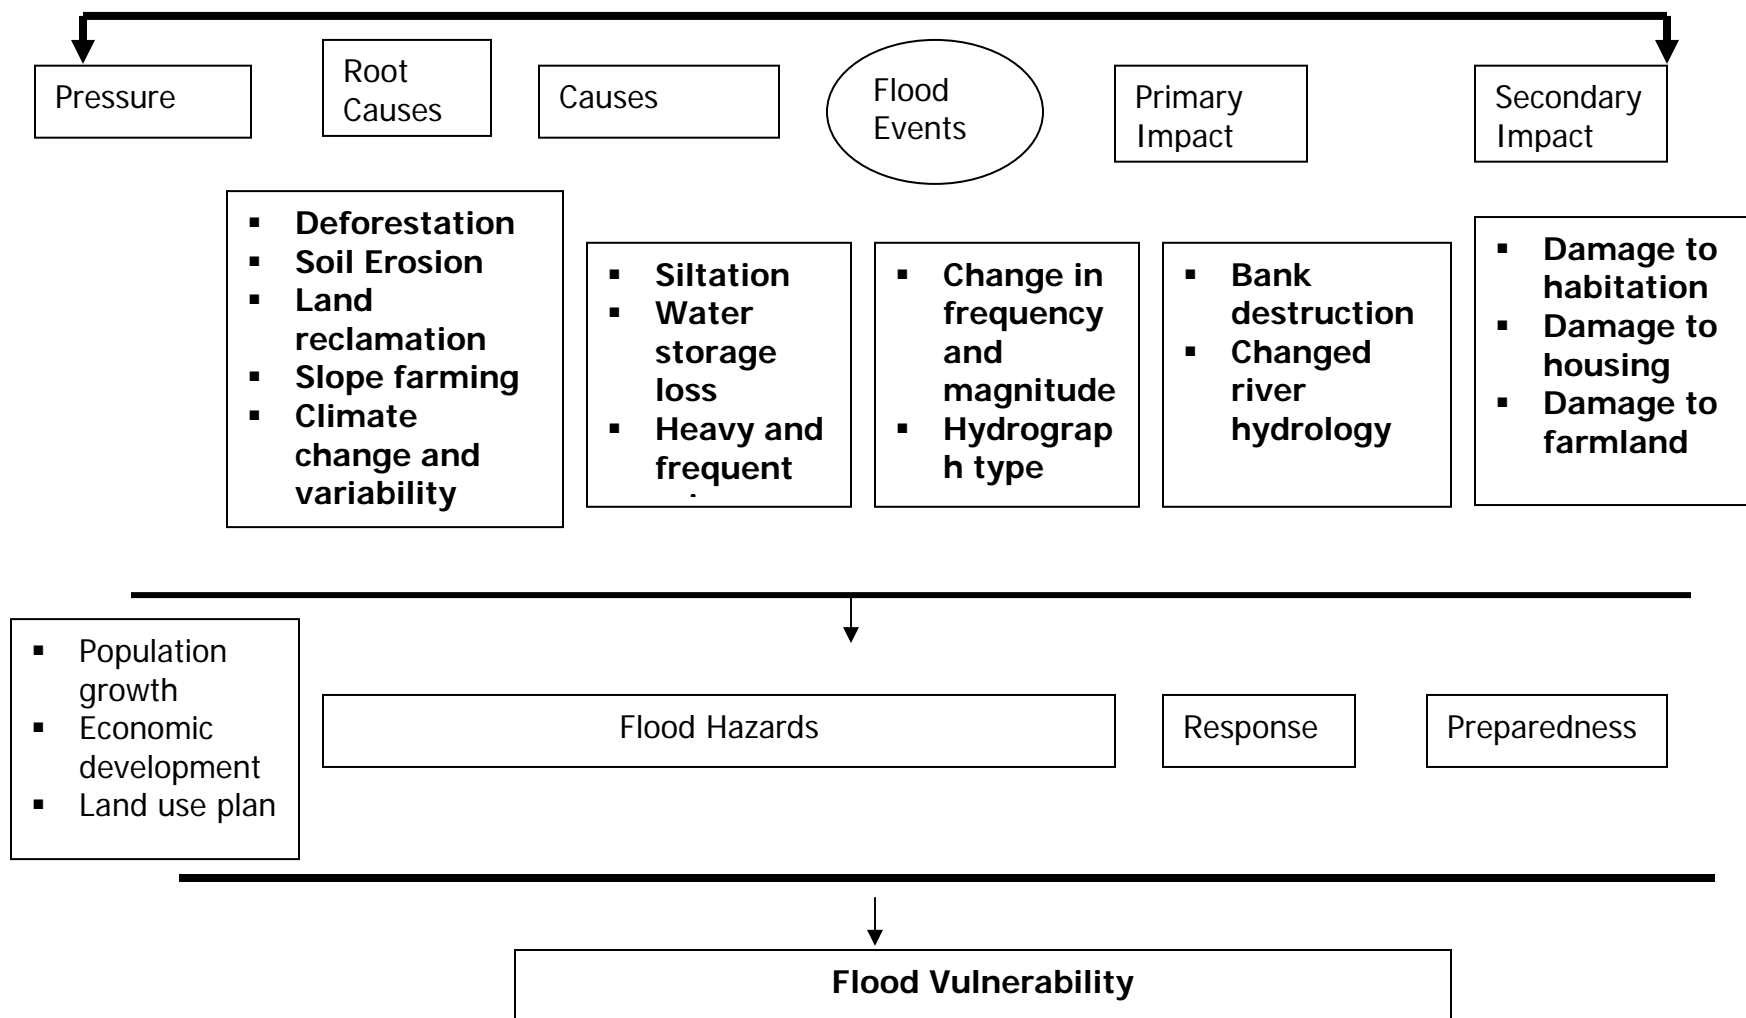 Pressure
Root
Causes
Causes
Flood
Events
Primary
Impact
Secondary
Impact
▪ Deforestation
▪ Soil Erosion
▪ Land
reclamation
▪ Slope farming
▪ Climate
change and
variability
▪ Siltation
▪ Water
storage
loss
▪ Heavy and
frequent
▪ Change in
frequency
and
magnitude
▪ Hydrograp
h type
▪ Bank
destruction
▪ Changed
river
hydrology
▪ Damage to
habitation
▪ Damage to
housing
▪ Damage to
farmland
▪ Population
growth
▪ Economic
development
▪ Land use plan
Flood Hazards
Response
Preparedness
Flood Vulnerability